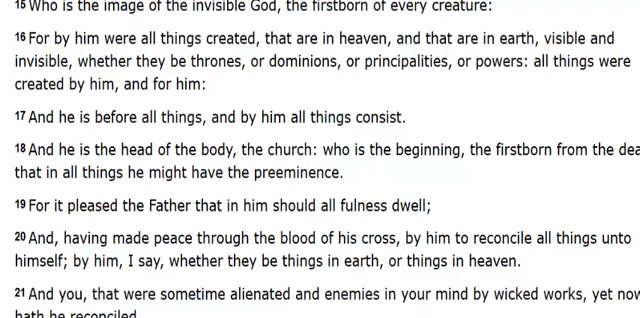 15 Who is the image of the invisible God, the firstborn of every creature:
16 For by him were all things created, that are in heaven, and that are in earth, visible and
invisible, whether they be thrones, or dominions, or principalities, or powers: all things were
created by him, and for him:
17 And he is before all things, and by him all things consist.
18 And he is the head of the body, the church: who is the beginning, the firstborn from the dea
that in all things he might have the preeminence.
19 For it pleased the Father that in him should all fulness dwell;
20 And, having made peace through the blood of his cross, by him to reconcile all things unto
himself; by him, I say, whether they be things in earth, or things in heaven.
21 And you, that were sometime alienated and enemies in your mind by wicked works, yet now
hath he reconciled